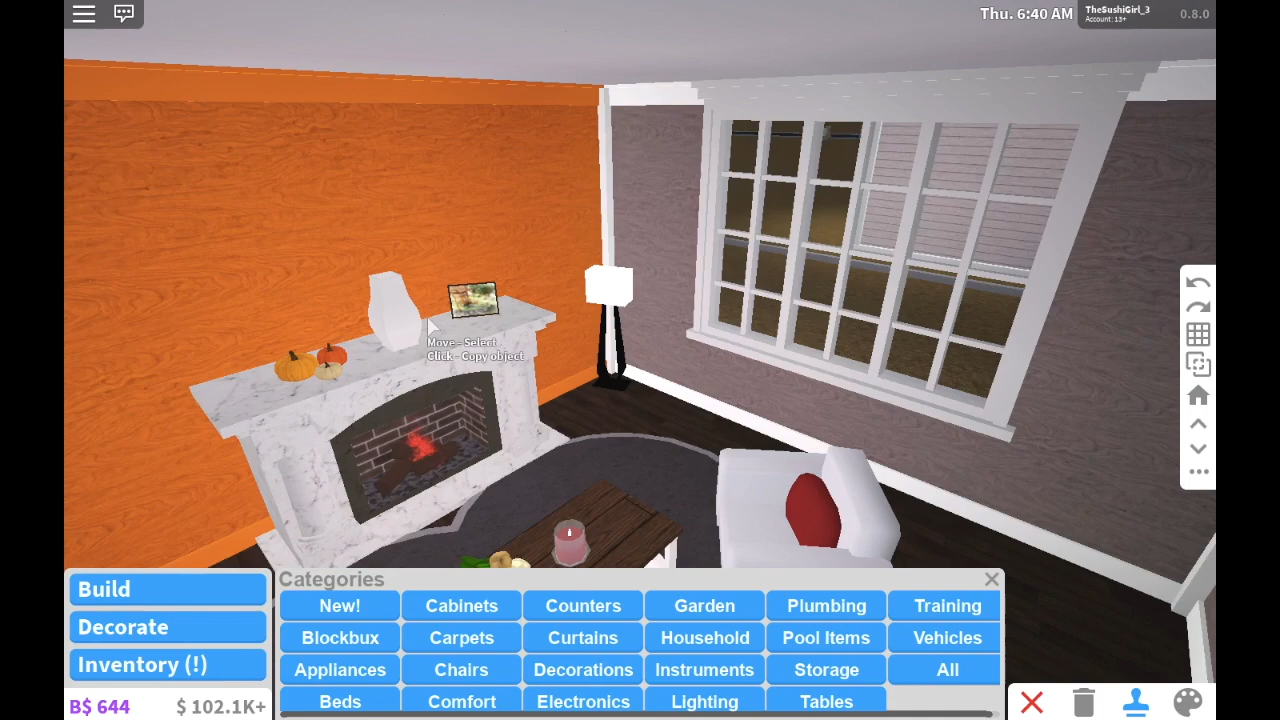 Thu. 6:40 AM
TheSushiGirl_3
Account: 13+
0.8.0
Move - Select
Click - Copy object
Build
Decorate
Inventory (!)
B$ 644
$ 102.1K+
Categories
New! Cabinets Counters Garden Plumbing Training
Blockbux Carpets Curtains Household Pool Items Vehicles
Appliances Chairs Decorations Instruments Storage All
Beds Comfort Electronics Lighting Tables